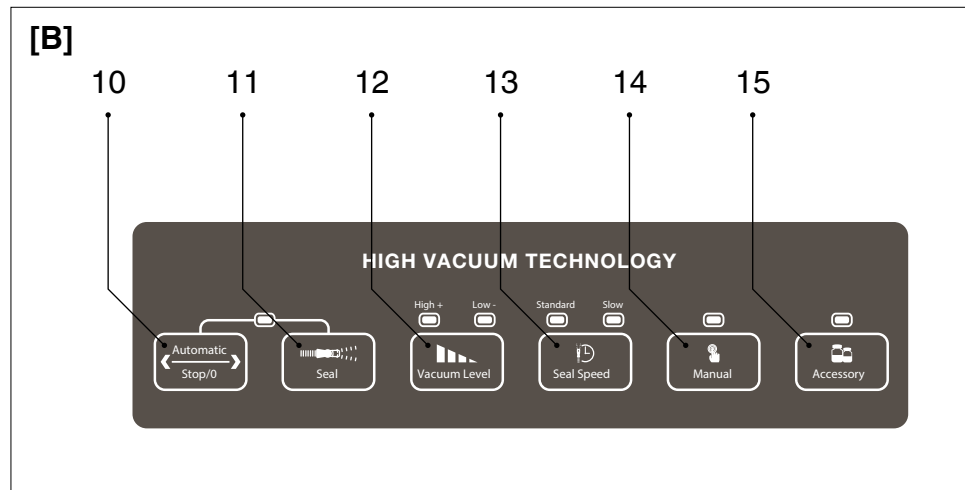 [B]
10 11 12 13 14 15
HIGH VACUUM TECHNOLOGY
High + Low - Standard Slow
Automatic
Stop/0
Seal
Vacuum Level
Seal Speed
Manual
Accessory